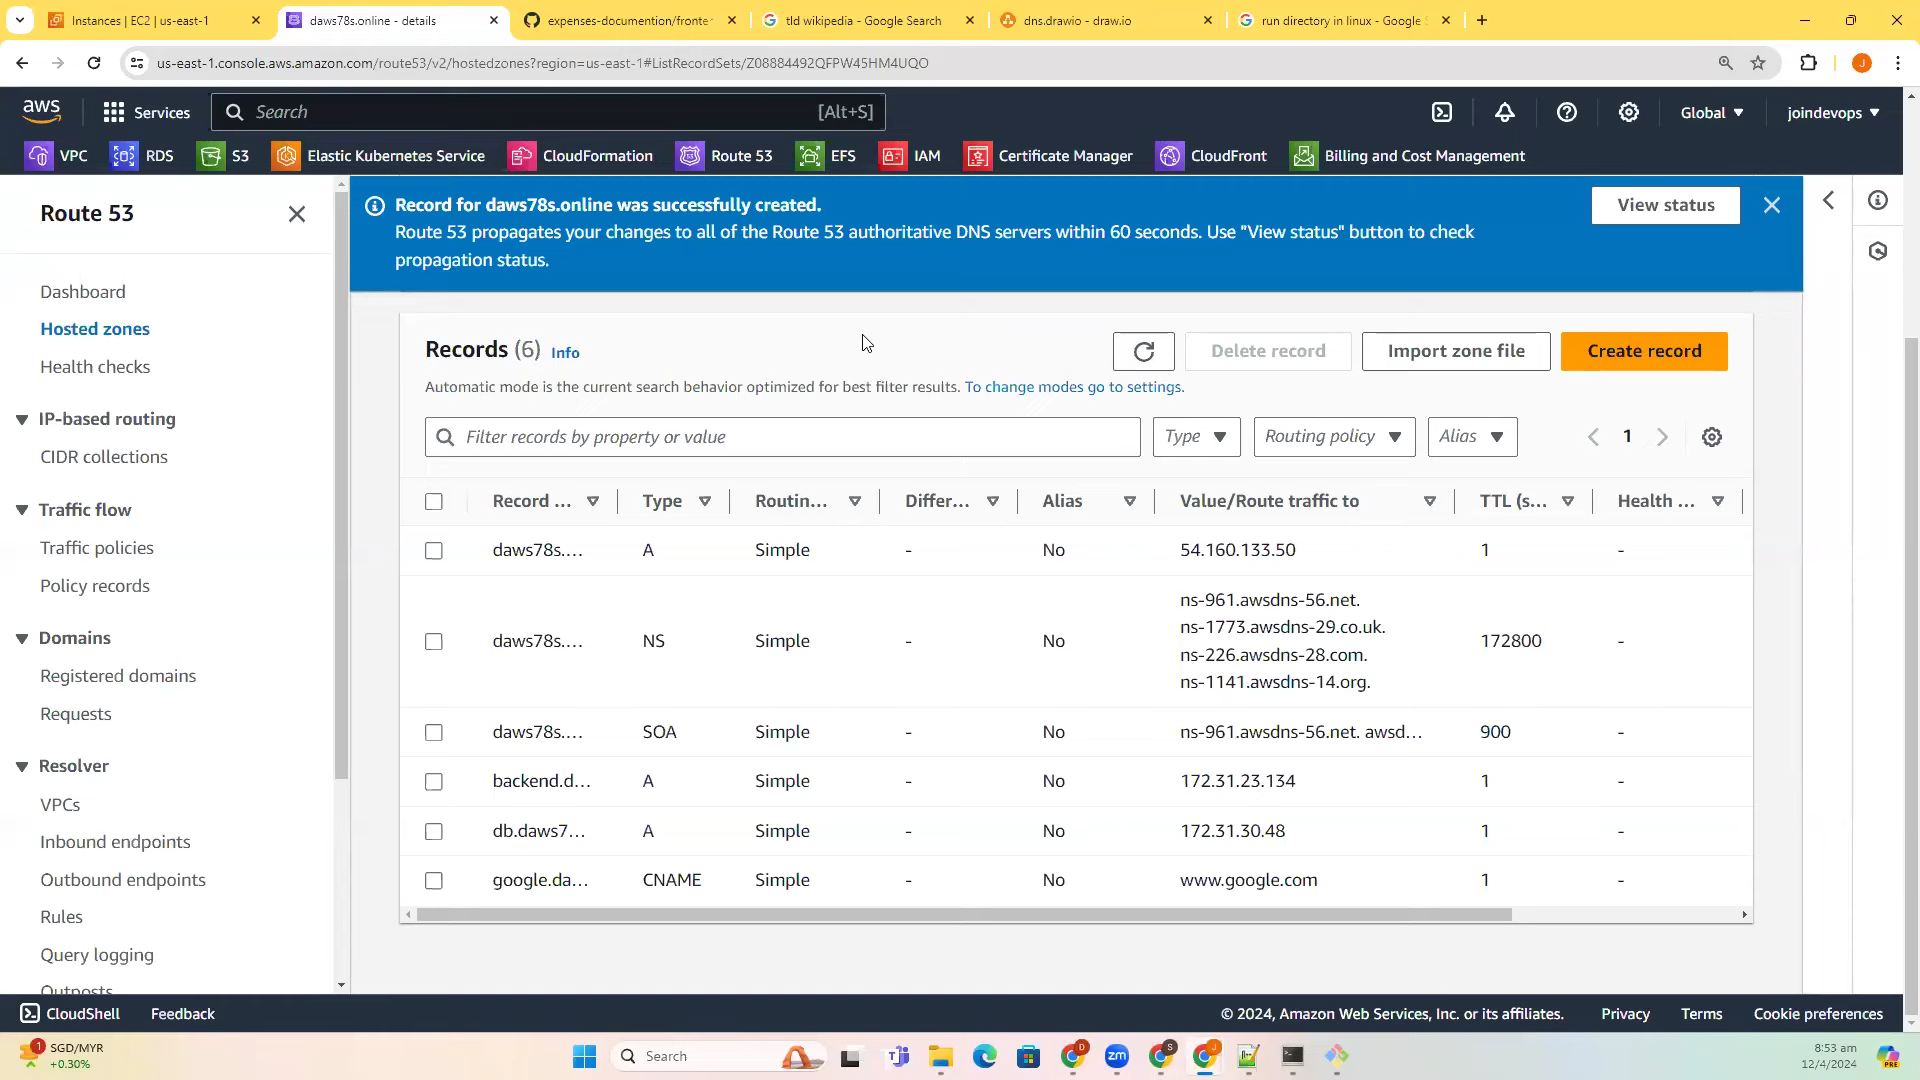 Instances | EC2 | us-east-1
daws78s.online - details
expenses-documention/fronte
tld wikipedia - Google Search
dns.drawio - draw.io
run directory in linux - Google S
us-east-1.console.aws.amazon.com/route53/v2/hostedzones?region=us-east-1#ListRecordSets/Z08884492QFPW45HM4UQO
J
aws
Services
Search
[Alt+S]
Global
joindevops
VPC
RDS
S3
Elastic Kubernetes Service
CloudFormation
Route 53
EFS
IAM
Certificate Manager
CloudFront
Billing and Cost Management
Route 53
Dashboard
Hosted zones
Health checks
IP-based routing
CIDR collections
Traffic flow
Traffic policies
Policy records
Domains
Registered domains
Requests
Resolver
VPCs
Inbound endpoints
Outbound endpoints
Rules
Query logging
Outposts
Record for daws78s.online was successfully created.
Route 53 propagates your changes to all of the Route 53 authoritative DNS servers within 60 seconds. Use "View status" button to check
propagation status.
View status
Records (6) Info
Delete record
Import zone file
Create record
Automatic mode is the current search behavior optimized for best filter results. To change modes go to settings.
Filter records by property or value
Type
Routing policy
Alias
1
Record ... Type Routin... Differ... Alias Value/Route traffic to TTL (s... Health ...
daws78s.... A Simple - No 54.160.133.50 1 -
daws78s.... NS Simple - No ns-961.awsdns-56.net. 172800 -
ns-1773.awsdns-29.co.uk.
ns-226.awsdns-28.com.
ns-1141.awsdns-14.org.
daws78s.... SOA Simple - No ns-961.awsdns-56.net. awsd... 900 -
backend.d... A Simple - No 172.31.23.134 1 -
db.daws7... A Simple - No 172.31.30.48 1 -
google.da... CNAME Simple - No www.google.com 1 -
CloudShell
Feedback
© 2024, Amazon Web Services, Inc. or its affiliates.
Privacy
Terms
Cookie preferences
1
SGD/MYR
+0.30%
Search
D
zm
S
J
8:53 am
12/4/2024
PRE